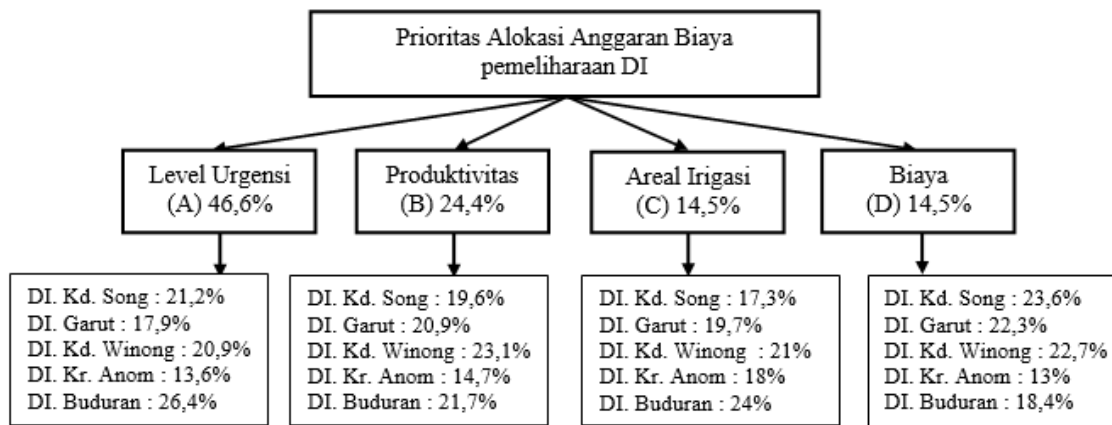 Prioritas Alokasi Anggaran Biaya
pemeliharaan DI
Level Urgensi
(A) 46,6%
Produktivitas
(B) 24,4%
Areal Irigasi
(C) 14,5%
Biaya
(D) 14,5%
DI. Kd. Song : 21,2%
DI. Garut : 17,9%
DI. Kd. Winong : 20,9%
DI. Kr. Anom : 13,6%
DI. Buduran : 26,4%
DI. Kd. Song : 19,6%
DI. Garut : 20,9%
DI. Kd. Winong : 23,1%
DI. Kr. Anom : 14,7%
DI. Buduran : 21,7%
DI. Kd. Song : 17,3%
DI. Garut : 19,7%
DI. Kd. Winong : 21%
DI. Kr. Anom : 18%
DI. Buduran : 24%
DI. Kd. Song : 23,6%
DI. Garut : 22,3%
DI. Kd. Winong : 22,7%
DI. Kr. Anom : 13%
DI. Buduran : 18,4%